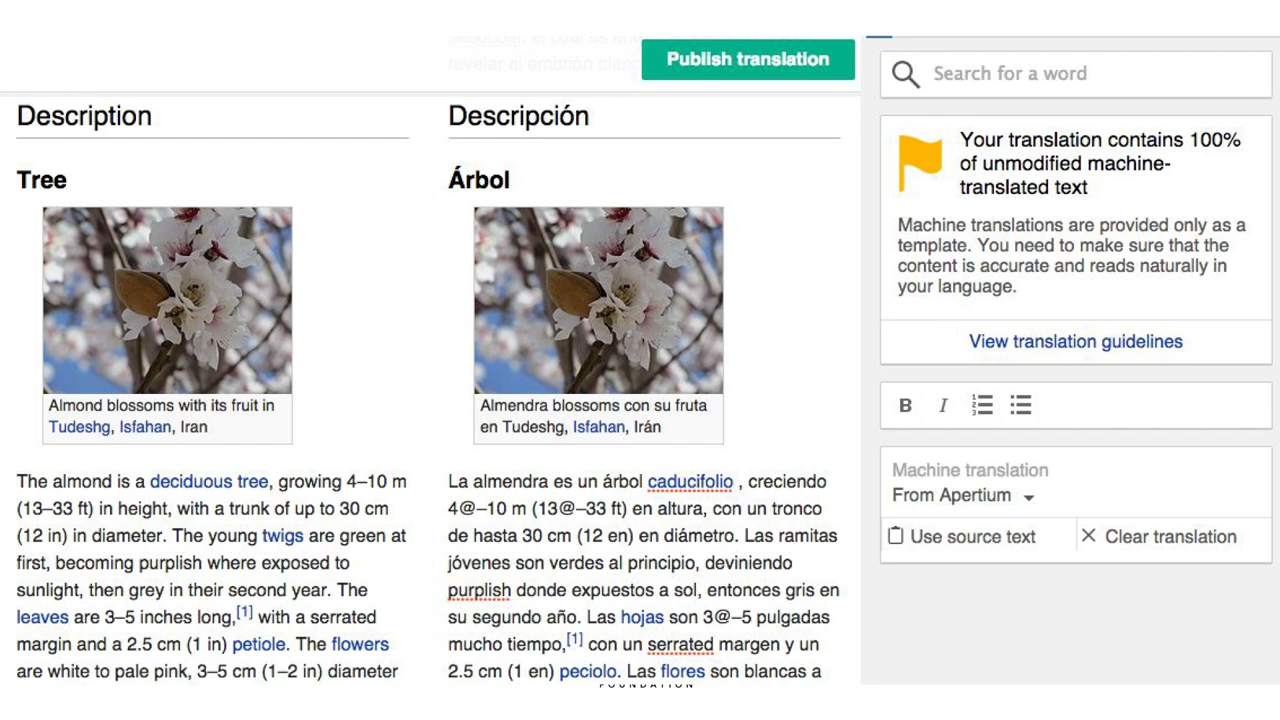 revelar el embrión
Publish translation
Description
Tree
Almond blossoms with its fruit in
Tudeshg, Isfahan, Iran
The almond is a deciduous tree, growing 4–10 m
(13–33 ft) in height, with a trunk of up to 30 cm
(12 in) in diameter. The young twigs are green at
first, becoming purplish where exposed to
sunlight, then grey in their second year. The
leaves are 3–5 inches long,[1] with a serrated
margin and a 2.5 cm (1 in) petiole. The flowers
are white to pale pink, 3–5 cm (1–2 in) diameter
Descripción
Árbol
Almendra blossoms con su fruta
en Tudeshg, Isfahan, Irán
La almendra es un árbol caducifolio , creciendo
4@–10 m (13@–33 ft) en altura, con un tronco
de hasta 30 cm (12 en) en diámetro. Las ramitas
jóvenes son verdes al principio, deviniendo
purplish donde expuestos a sol, entonces gris en
su segundo año. Las hojas son 3@–5 pulgadas
mucho tiempo,[1] con un serrated margen y un
2.5 cm (1 en) peciolo. Las flores son blancas a
FOUNDATION
Search for a word
Your translation contains 100%
of unmodified machine-
translated text
Machine translations are provided only as a
template. You need to make sure that the
content is accurate and reads naturally in
your language.
View translation guidelines
B I
Machine translation
From Apertium
Use source text
Clear translation